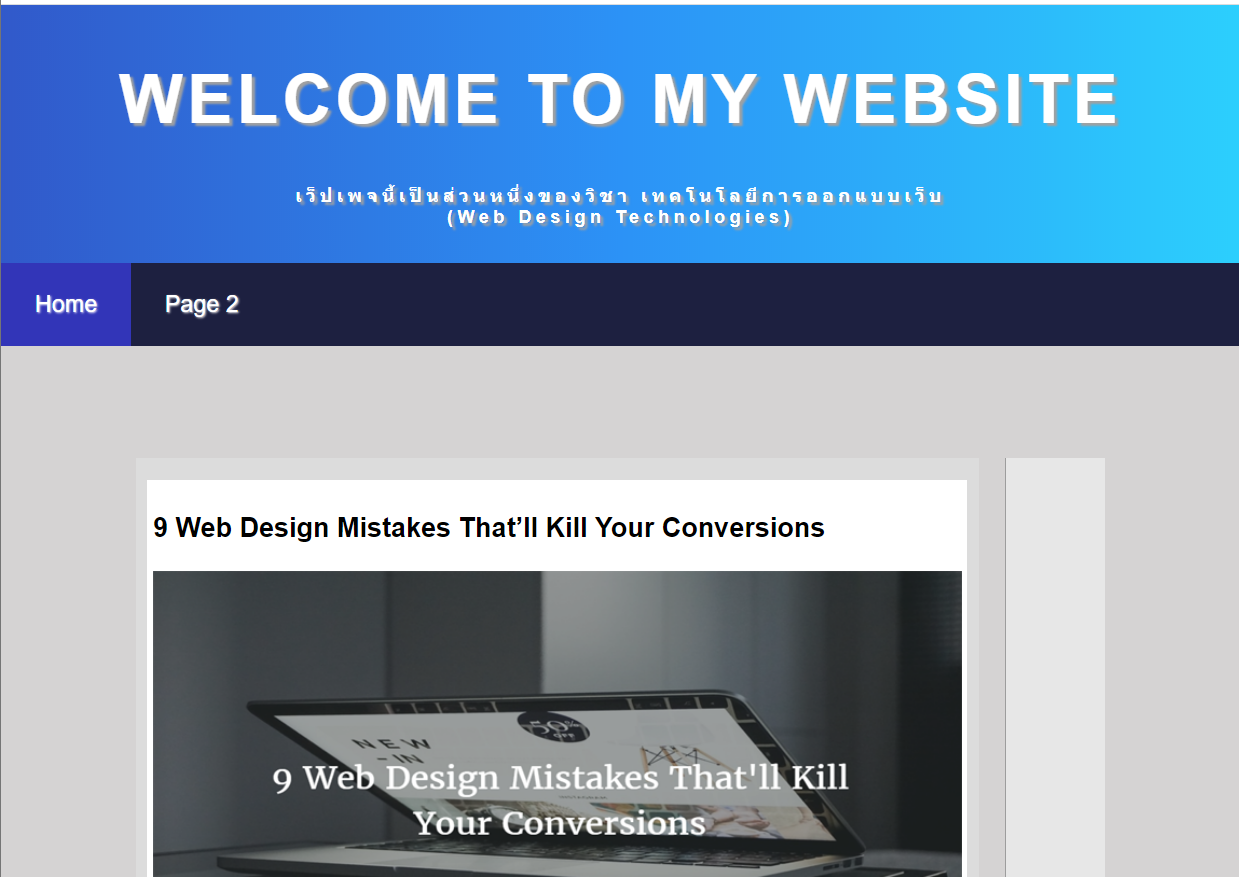 WELCOME TO MY WEBSITE
เว็ปเพจนี้เป็นส่วนหนึ่งของวิชา เทคโนโลยีการออกแบบเว็บ
(Web Design Technologies)
Home
Page 2
9 Web Design Mistakes That’ll Kill Your Conversions
50%
OFF
NEW
-IN
9 Web Design Mistakes That'll Kill
Your Conversions